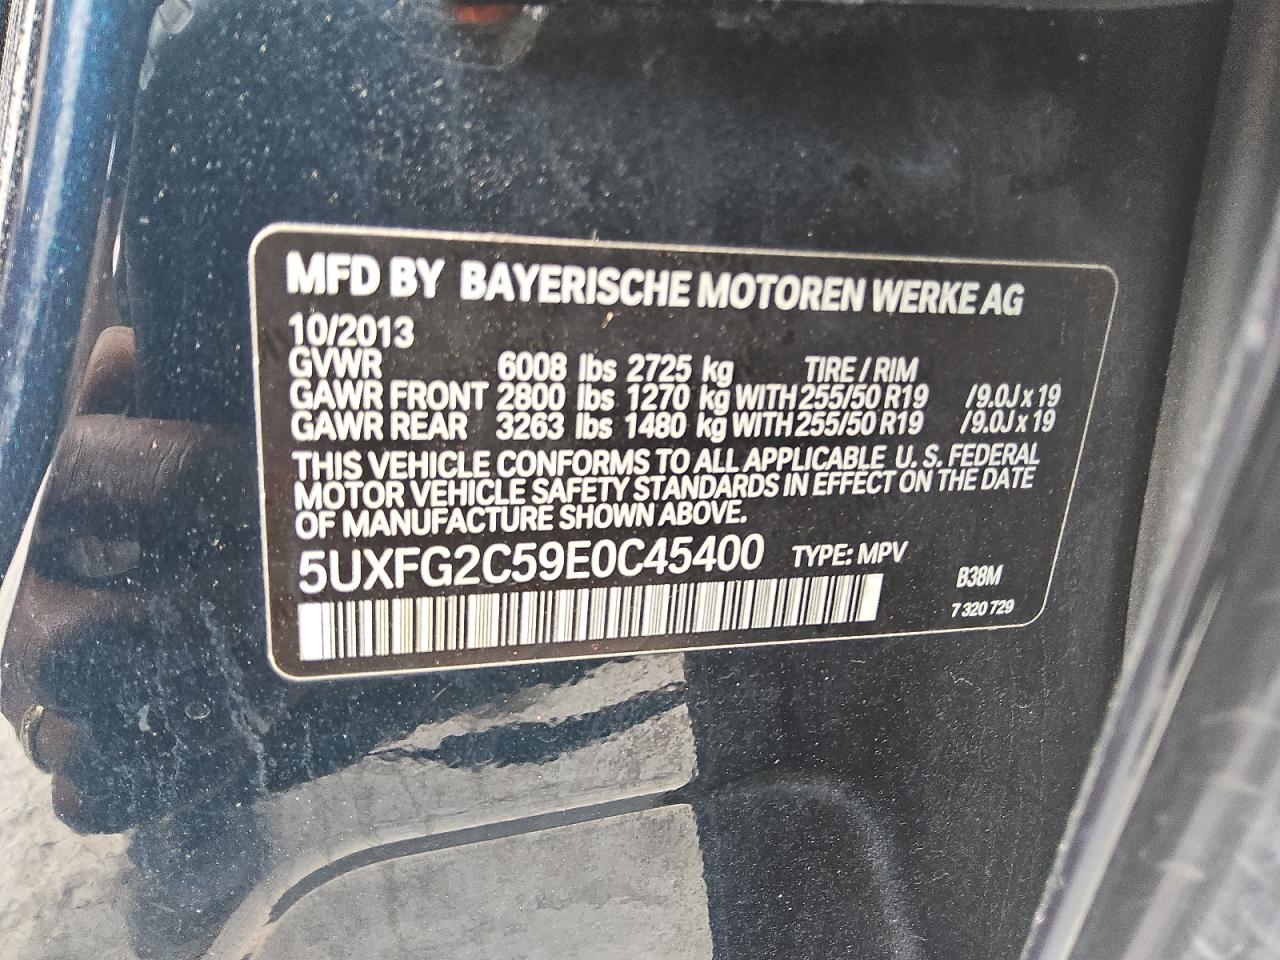 MFD BY BAYERISCHE MOTOREN WERKE AG
10/2013
GVWR 6008 lbs 2725 kg TIRE / RIM
GAWR FRONT 2800 lbs 1270 kg WITH 255/50 R19 / 9.0J x 19
GAWR REAR 3263 lbs 1480 kg WITH 255/50 R19 / 9.0J x 19
THIS VEHICLE CONFORMS TO ALL APPLICABLE U. S. FEDERAL
MOTOR VEHICLE SAFETY STANDARDS IN EFFECT ON THE DATE
OF MANUFACTURE SHOWN ABOVE.
5UXFG2C59E0C45400 TYPE: MPV
B38M
7 320 729